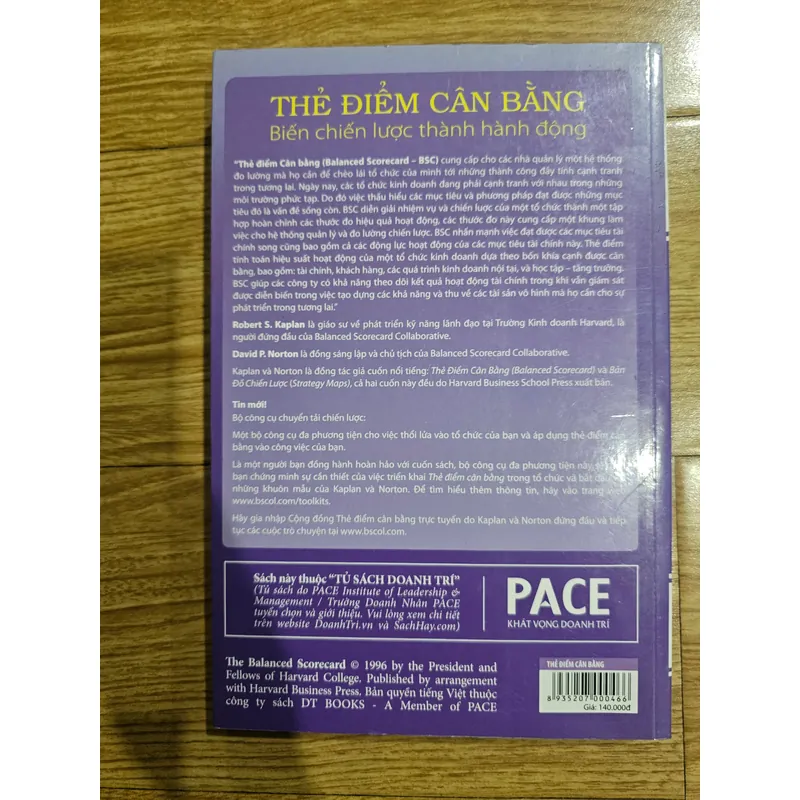 THẺ ĐIỂM CÂN BẰNG
Biến chiến lược thành hành động
"Thẻ điểm Cân bằng (Balanced Scorecard – BSC) cung cấp cho các nhà quản lý một hệ thống
đo lường mà họ cần để chèo lái tổ chức của mình tới những thành công đầy tính cạnh tranh
trong tương lai. Ngày nay, các tổ chức kinh doanh đang phải cạnh tranh với nhau trong những
môi trường phức tạp. Do đó việc thấu hiểu các mục tiêu và phương pháp đạt được những mục
tiêu đó là vấn đề sống còn. BSC diễn giải nhiệm vụ và chiến lược của một tổ chức thành một tập
hợp hoàn chỉnh các thước đo hiệu quả hoạt động, các thước đo này cung cấp một khung làm
việc cho hệ thống quản lý và đo lường chiến lược. BSC nhấn mạnh việc đạt được các mục tiêu tài
chính song cũng bao gồm cả các động lực hoạt động của các mục tiêu tài chính này. Thẻ điểm
tính toán hiệu suất hoạt động của một tổ chức kinh doanh dựa theo bốn khía cạnh được cân
bằng, bao gồm: tài chính, khách hàng, các quá trình kinh doanh nội tại, và học tập – tăng trưởng.
BSC giúp các công ty có khả năng theo dõi kết quả hoạt động tài chính trong khi vẫn giám sát
được diễn biến trong việc tạo dựng các khả năng và thu về các tài sản vô hình mà họ cần cho sự
phát triển trong tương lai."
Robert S. Kaplan là giáo sư về phát triển kỹ năng lãnh đạo tại Trường Kinh doanh Harvard, là
người đứng đầu của Balanced Scorecard Collaborative.
David P. Norton là đồng sáng lập và chủ tịch của Balanced Scorecard Collaborative.
Kaplan và Norton là đồng tác giả cuốn nổi tiếng: Thẻ Điểm Cân Bằng (Balanced Scorecard) và Bản
Đồ Chiến Lược (Strategy Maps), cả hai cuốn này đều do Harvard Business School Press xuất bản.
Tin mới!
Bộ công cụ chuyển tải chiến lược:
Một bộ công cụ đa phương tiện cho việc thổi lửa vào tổ chức của bạn và áp dụng thẻ điểm cân
bằng vào công việc của bạn.
Là một người bạn đồng hành hoàn hảo với cuốn sách, bộ công cụ đa phương tiện này
bạn chứng minh sự cần thiết của việc triển khai Thẻ điểm cân bằng trong tổ chức và bắt
những khuôn mẫu của Kaplan và Norton. Để tìm hiểu thêm thông tin, hãy vào trang
www.bscol.com/toolkits.
Hãy gia nhập Cộng đồng Thẻ điểm cân bằng trực tuyến do Kaplan và Norton đứng đầu và tiếp
tục các cuộc trò chuyện tại www.bscol.com.
Sách này thuộc "TỦ SÁCH DOANH TRÍ"
(Tủ sách do PACE Institute of Leadership &
Management / Trường Doanh Nhân PACE
tuyển chọn và giới thiệu. Vui lòng xem chi tiết
trên website DoanhTri.vn và SachHay.com)
PACE
KHÁT VỌNG DOANH TRÍ
The Balanced Scorecard © 1996 by the President and
Fellows of Harvard College. Published by arrangement
with Harvard Business Press. Bản quyền tiếng Việt thuộc
công ty sách DT BOOKS - A Member of PACE
THẺ ĐIỂM CÂN BẰNG
8 935207 000466
Giá: 140.000đ